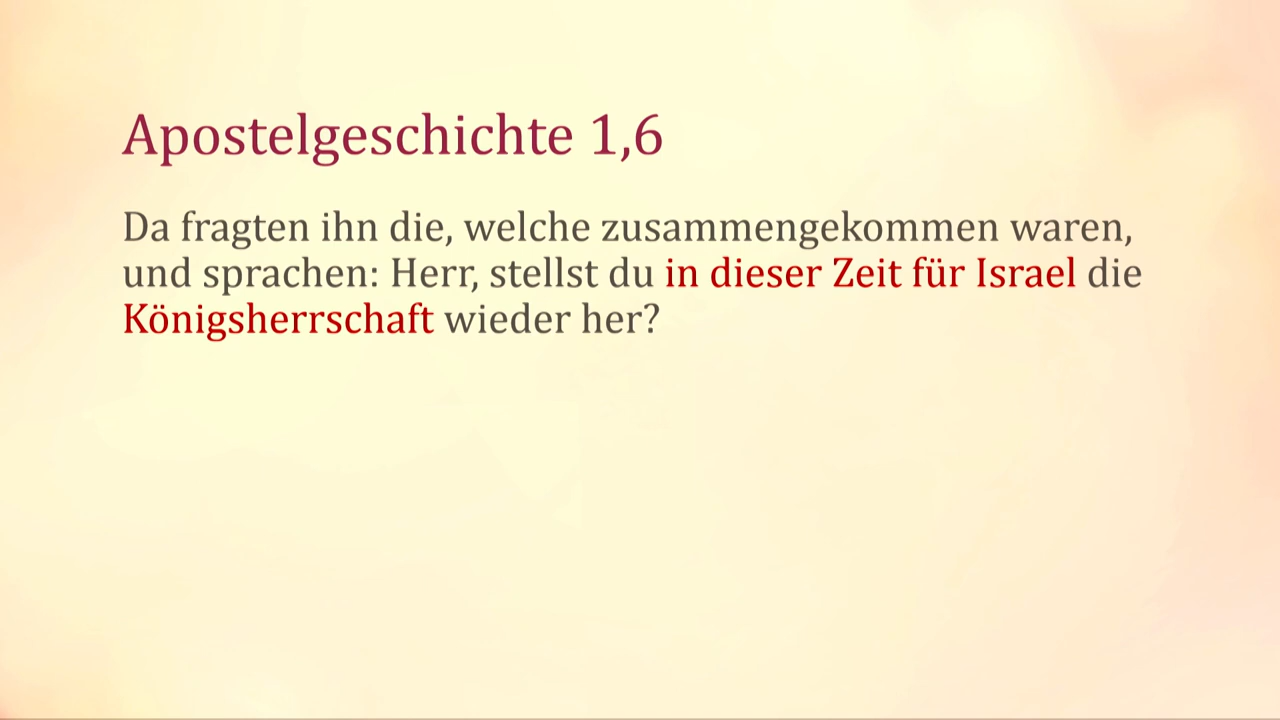 Apostelgeschichte 1,6
Da fragten ihn die, welche zusammengekommen waren,
und sprachen: Herr, stellst du in dieser Zeit für Israel die
Königsherrschaft wieder her?